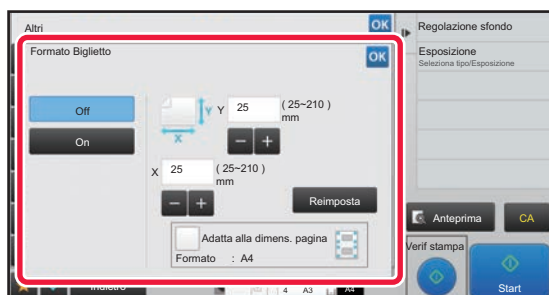 Altri
OK
Formato Biglietto
OK
Off
On
Y
X
Y 25 ( 25~210 )
mm
X 25 ( 25~210 )
mm
Reimposta
Adatta alla dimens. pagina
Formato : A4
Indietro
4 A3 A4
Regolazione sfondo
Esposizione
Seleziona tipo/Esposizione
Anteprima
CA
Verif stampa
Start